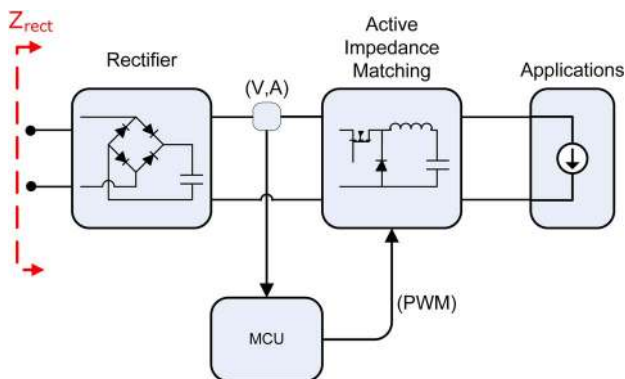 Zrect
Rectifier
(V,A)
Active
Impedance
Matching
Applications
(PWM)
MCU